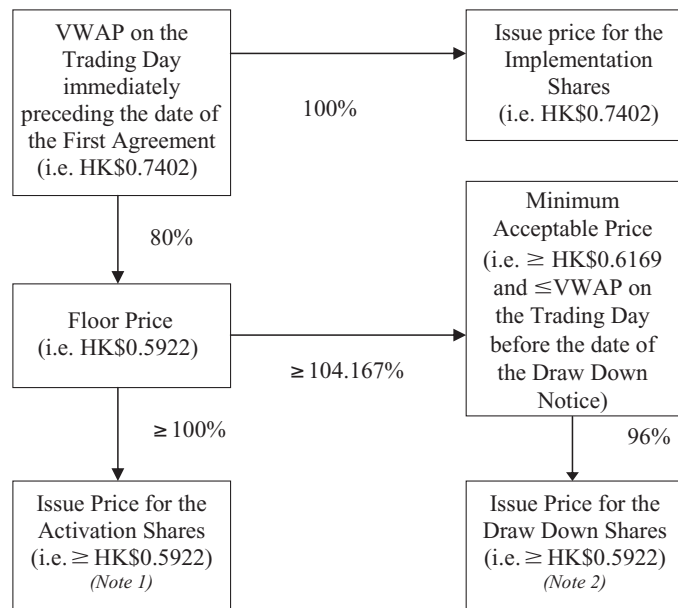 VWAP on the
Trading Day
immediately
preceding the date of
the First Agreement
(i.e. HK$0.7402)
100%
Issue price for the
Implementation
Shares
(i.e. HK$0.7402)
80%
Minimum
Acceptable Price
(i.e. ≥ HK$0.6169
and ≤VWAP on
the Trading Day
before the date of
the Draw Down
Notice)
Floor Price
(i.e. HK$0.5922)
≥104.167%
≥100%
96%
Issue Price for the
Activation Shares
(i.e. ≥ HK$0.5922)
(Note 1)
Issue Price for the
Draw Down Shares
(i.e. ≥ HK$0.5922)
(Note 2)